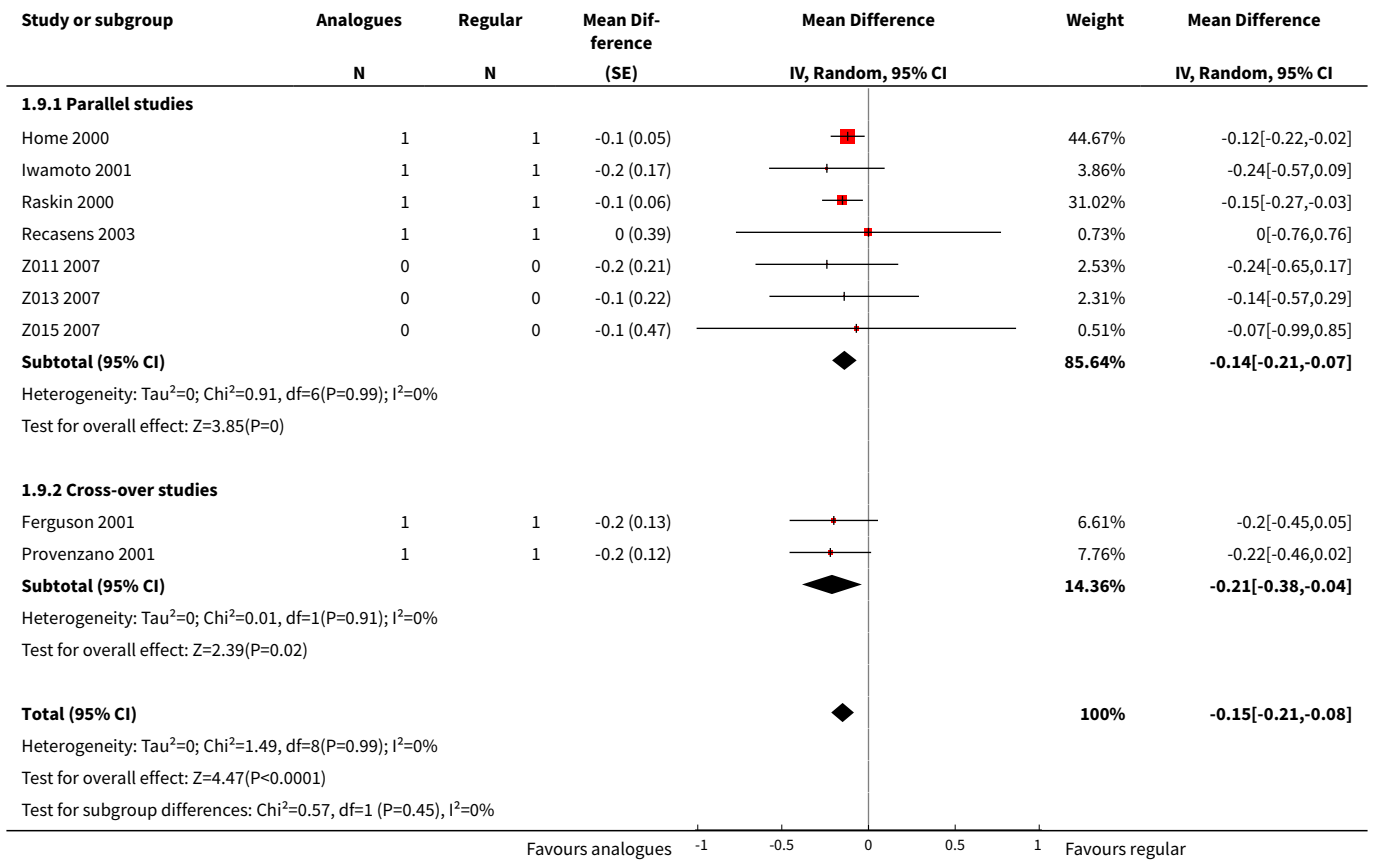 Study or subgroup Analogues Regular Mean Dif- Mean Difference Weight Mean Difference
ference
N N (SE) IV, Random, 95% CI IV, Random, 95% CI
1.9.1 Parallel studies
Home 2000 1 1 -0.1 (0.05) 44.67% -0.12[-0.22,-0.02]
Iwamoto 2001 1 1 -0.2 (0.17) 3.86% -0.24[-0.57,0.09]
Raskin 2000 1 1 -0.1 (0.06) 31.02% -0.15[-0.27,-0.03]
Recasens 2003 1 1 0 (0.39) 0.73% 0[-0.76,0.76]
Z011 2007 0 0 -0.2 (0.21) 2.53% -0.24[-0.65,0.17]
Z013 2007 0 0 -0.1 (0.22) 2.31% -0.14[-0.57,0.29]
Z015 2007 0 0 -0.1 (0.47) 0.51% -0.07[-0.99,0.85]
Subtotal (95% CI) 85.64% -0.14[-0.21,-0.07]
Heterogeneity: Tau²=0; Chi²=0.91, df=6(P=0.99); I²=0%
Test for overall effect: Z=3.85(P=0)
1.9.2 Cross-over studies
Ferguson 2001 1 1 -0.2 (0.13) 6.61% -0.2[-0.45,0.05]
Provenzano 2001 1 1 -0.2 (0.12) 7.76% -0.22[-0.46,0.02]
Subtotal (95% CI) 14.36% -0.21[-0.38,-0.04]
Heterogeneity: Tau²=0; Chi²=0.01, df=1(P=0.91); I²=0%
Test for overall effect: Z=2.39(P=0.02)
Total (95% CI) 100% -0.15[-0.21,-0.08]
Heterogeneity: Tau²=0; Chi²=1.49, df=8(P=0.99); I²=0%
Test for overall effect: Z=4.47(P<0.0001)
Test for subgroup differences: Chi²=0.57, df=1 (P=0.45), I²=0%
Favours analogues -1 -0.5 0 0.5 1 Favours regular